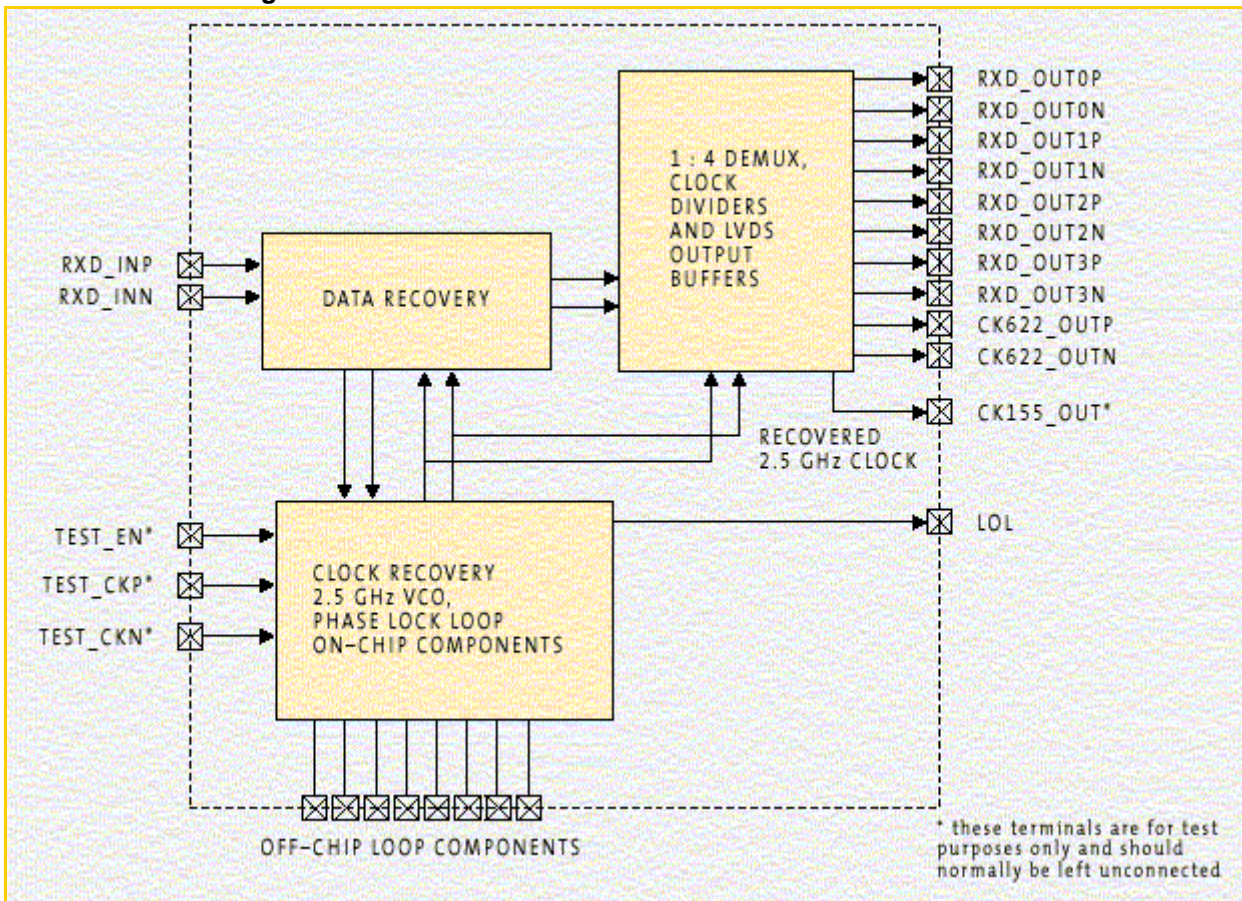 RXD_OUT0P
RXD_OUT0N
RXD_OUT1P
RXD_OUT1N
RXD_OUT2P
RXD_OUT2N
RXD_OUT3P
RXD_OUT3N
CK622_OUTP
CK622_OUTN
CK155_OUT*
1 : 4 DEMUX,
CLOCK
DIVIDERS
AND LVDS
OUTPUT
BUFFERS
RXD_INP
RXD_INN
DATA RECOVERY
RECOVERED
2.5 GHz CLOCK
LOL
TEST_EN*
TEST_CKP*
TEST_CKN*
CLOCK RECOVERY
2.5 GHz VCO,
PHASE LOCK LOOP
ON-CHIP COMPONENTS
OFF-CHIP LOOP COMPONENTS
* these terminals are for test
purposes only and should
normally be left unconnected